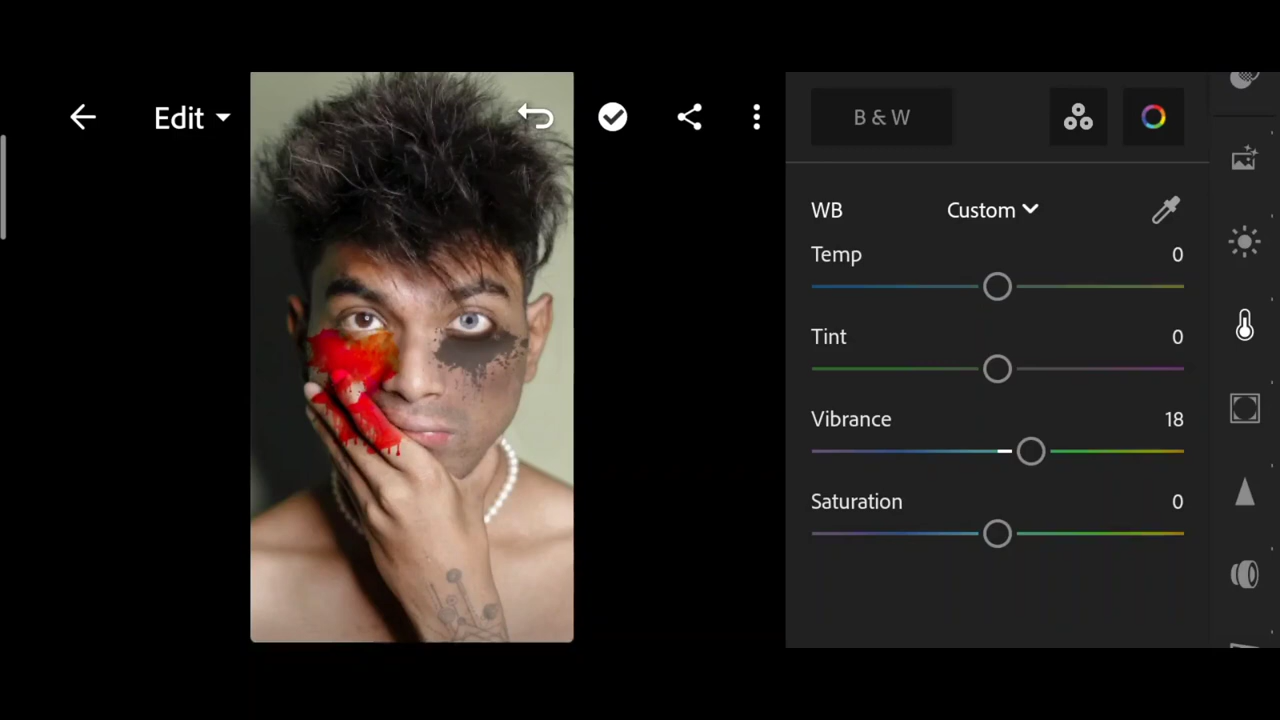 Edit
B & W
WB Custom
Temp 0
Tint 0
Vibrance 18
Saturation 0